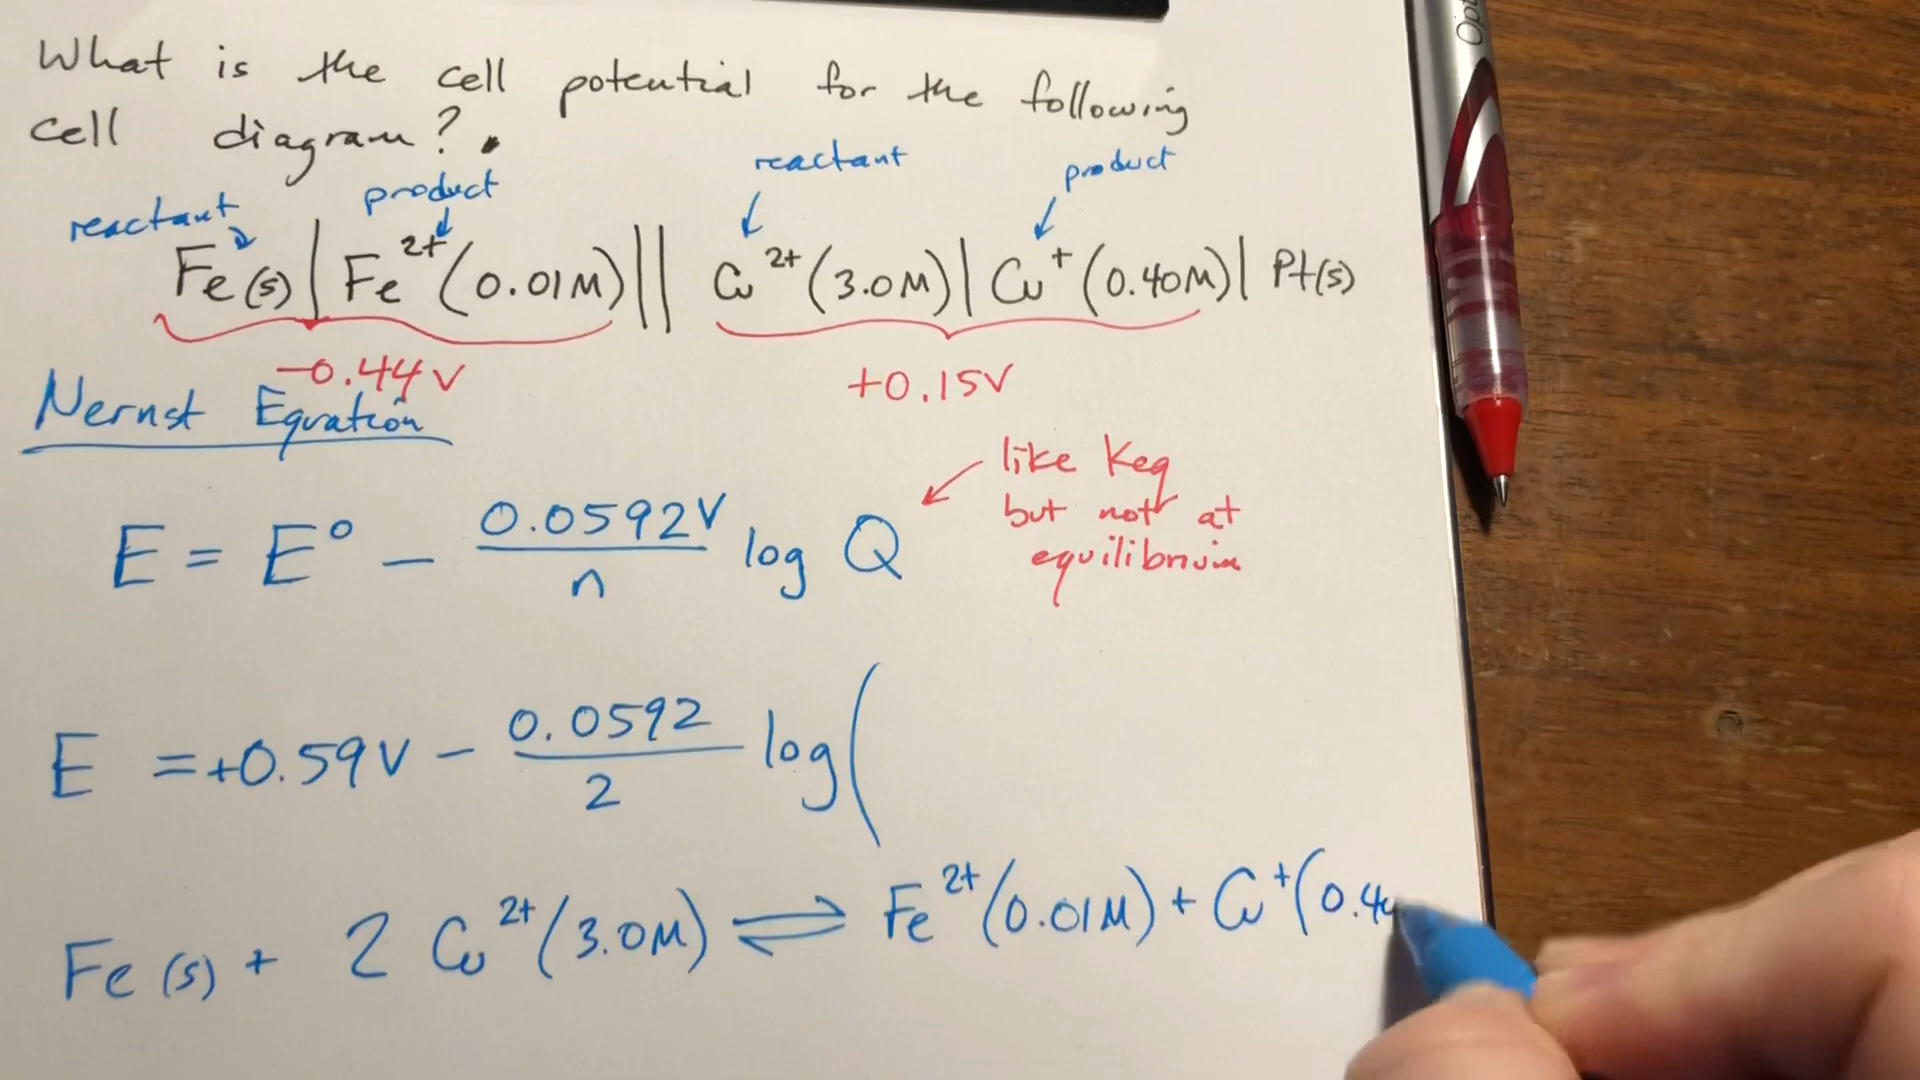 What is the cell potential for the following
cell diagram?.
reactant product reactant product
Fe(s) | Fe²⁺(0.01M) || Cu²⁺(3.0M) | Cu⁺(0.40M) | Pt(s)
-0.44V +0.15V
Nernst Equation
E = E° - 0.0592V / n log Q
like Keq
but not at
equilibrium
E = +0.59V - 0.0592 / 2 log(
Fe(s) + 2 Cu²⁺(3.0M) ⇌ Fe²⁺(0.01M) + Cu⁺(0.4